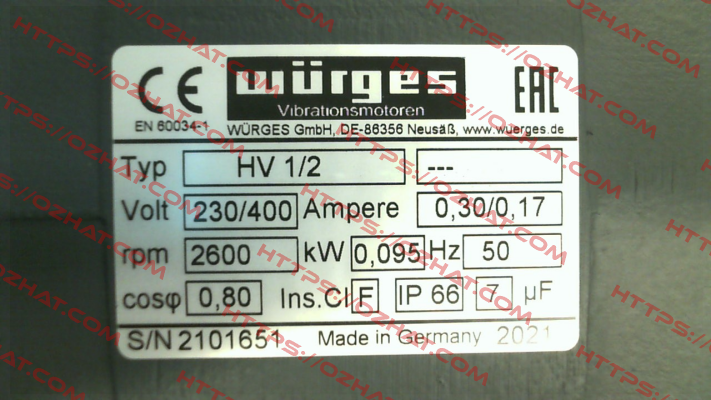 CE
würges
EAC
Vibrationsmotoren
EN 60034-1
WÜRGES GmbH, DE-86356 Neusäß, www.wuerges.de
Typ HV 1/2 ---
Volt 230/400 Ampere 0,30/0,17
rpm 2600 kW 0,095 Hz 50
cosφ 0,80 Ins.Cl F IP 66 7 µF
S/N 2101651 Made in Germany 2021
HTTPS://OZHAT.COM